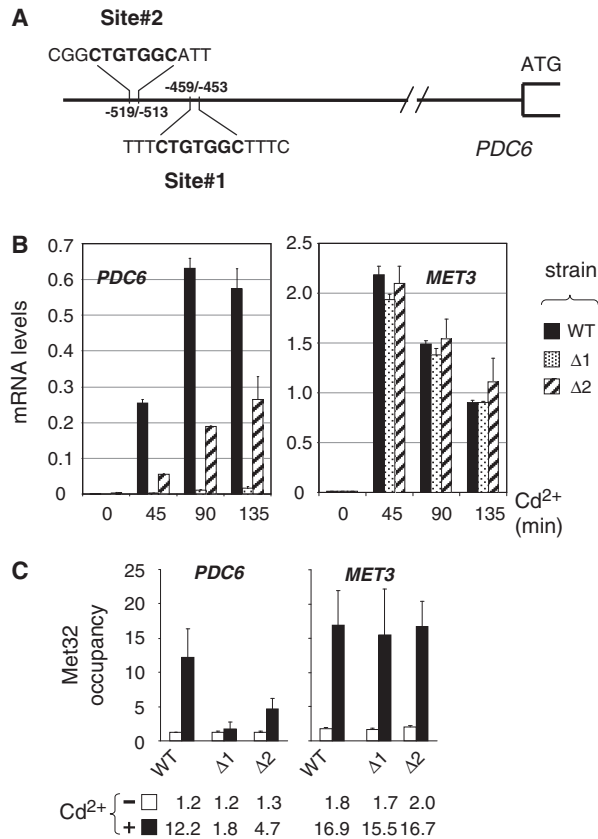 A
Site#2
CGGCTGTGGCATT
-459/-453
-519/-513
ATG
TTTCTGTGGCTTTC
PDC6
Site#1
B
mRNA levels
PDC6
0.7
0.6
0.5
0.4
0.3
0.2
0.1
0
0 45 90 135
MET3
2.5
2.0
1.5
1.0
0.5
0
0 45 90 135
Cd2+
(min)
strain
WT
Δ1
Δ2
C
Met32
occupancy
PDC6
25
20
15
10
5
0
WT Δ1 Δ2
MET3
WT Δ1 Δ2
Cd2+
− 1.2 1.2 1.3 1.8 1.7 2.0
+ 12.2 1.8 4.7 16.9 15.5 16.7